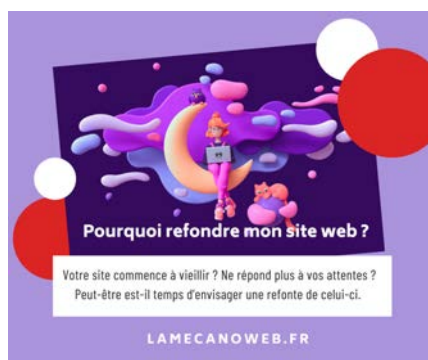 Pourquoi refondre mon site web ?
Votre site commence à vieillir ? Ne répond plus à vos attentes ?
Peut-être est-il temps d'envisager une refonte de celui-ci.
LAMECANOWEB.FR